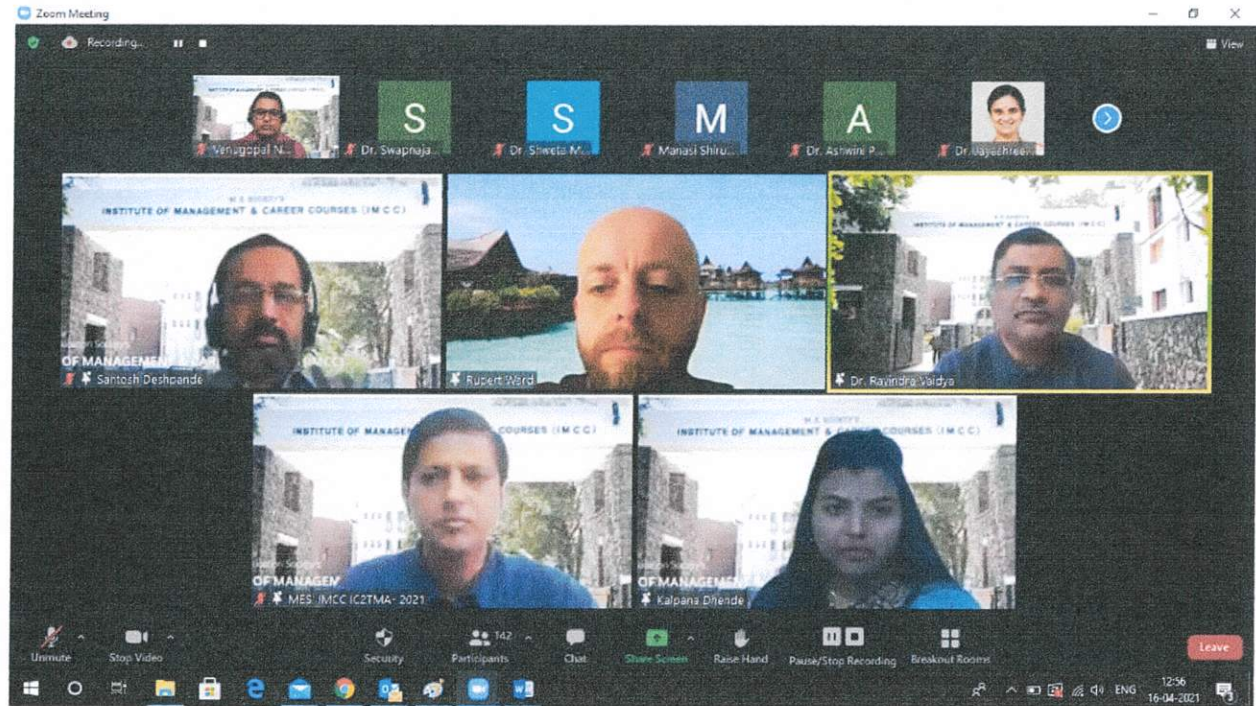 Zoom Meeting
Recording...
View
S
S
M
A
Venugopal N...
Dr. Swapnaja...
Dr. Shweta M...
Manasi Shiru...
Dr. Ashwini P...
Dr. Jayashree...
INSTITUTE OF MANAGEMENT & CAREER COURSES (IMCC)
OF MANAGEMENT
Santosh Deshpande
Rupert Ward
INSTITUTE OF MANAGEMENT & CAREER COURSES (IMCC)
Dr. Ravindra Vaidya
INSTITUTE OF MANAGE COURSES (IMCC)
OF MANAGEM
MES' IMCC IC2TMA- 2021
INSTITUTE OF MANAGEMENT & COURSES (IMCC)
OF MANAGEM
Kalpana Dhende
Unmute
Stop Video
Security
Participants
142
Chat
Share Screen
Raise Hand
Pause/Stop Recording
Breakout Rooms
Leave
ENG
12:56
16-04-2021
3